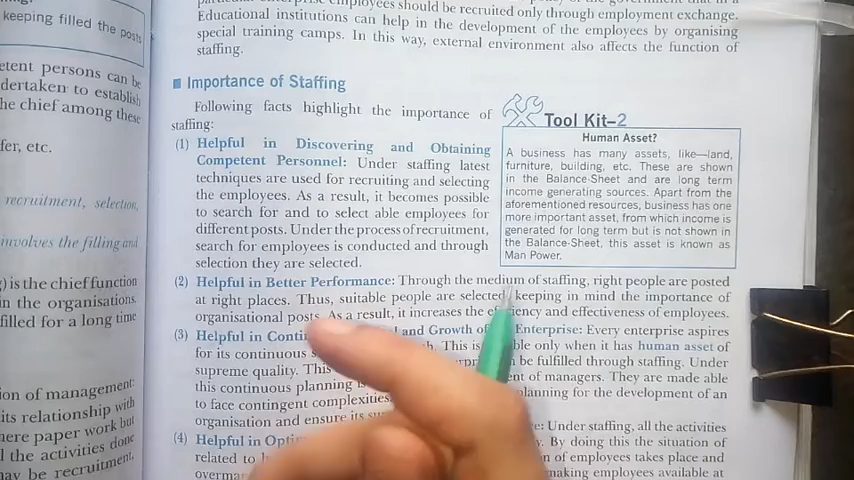 keeping filled the posts
etent persons can be
dertaken to establish
he chief among these
fer, etc.
recruitment, selection,
involves the filling and
) is the chief function
in the organisations.
filled for a long time
ion of management:
its relationship with
here paper work but
l the activities done
may be recruitment,
employees should be recruited only through employment exchange.
Educational institutions can help in the development of the employees by organising
special training camps. In this way, external environment also affects the function of
staffing.
Importance of Staffing
Following facts highlight the importance of
staffing:
(1) Helpful in Discovering and Obtaining
Competent Personnel: Under staffing latest
techniques are used for recruiting and selecting
the employees. As a result, it becomes possible
to search for and to select able employees for
different posts. Under the process of recruitment,
search for employees is conducted and through
selection they are selected.
Tool Kit–2
Human Asset?
A business has many assets, like—land,
furniture, building, etc. These are shown
in the Balance-Sheet and are long term
income generating sources. Apart from the
aforementioned resources, business has one
more important asset, from which income is
generated for long term but is not shown in
the Balance-Sheet, this asset is known as
Man Power.
(2) Helpful in Better Performance: Through the medium of staffing, right people are posted
at right places. Thus, suitable people are selected keeping in mind the importance of
organisational posts. As a result, it increases the efficiency and effectiveness of employees.
(3) Helpful in l and Growth of Enterprise: Every enterprise aspires
for its continuous This is only when it has human asset of
supreme quality. This be fulfilled through staffing. Under
this continuous planning is of managers. They are made able
to face contingent complexities. planning for the development of an
organisation and ensure its
(4) Helpful in : Under staffing, all the activities
related to By doing this the situation of
of employees takes place and
making employees available at